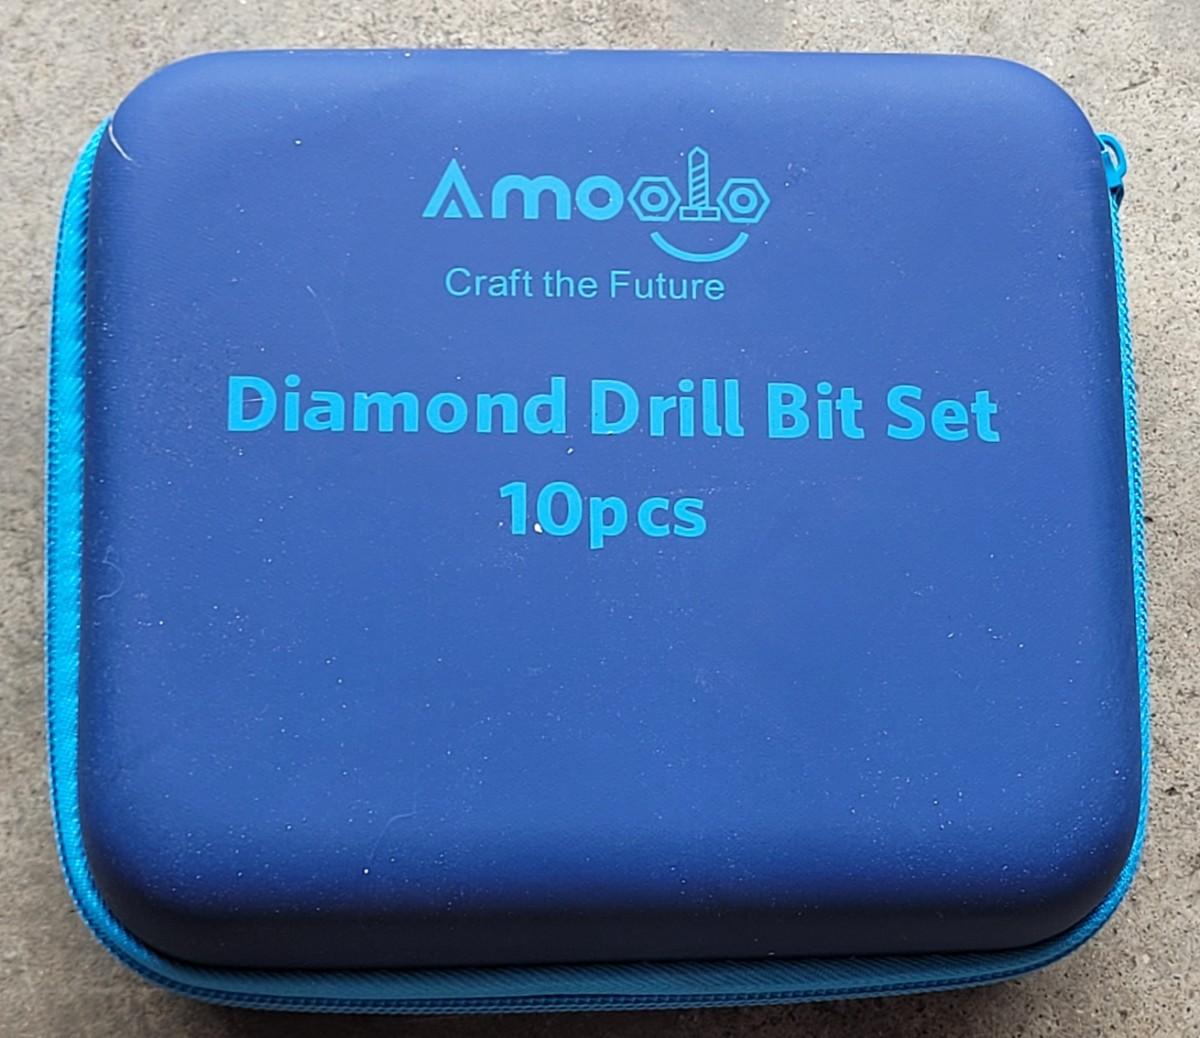 Amoolo
Craft the Future
Diamond Drill Bit Set
10pcs